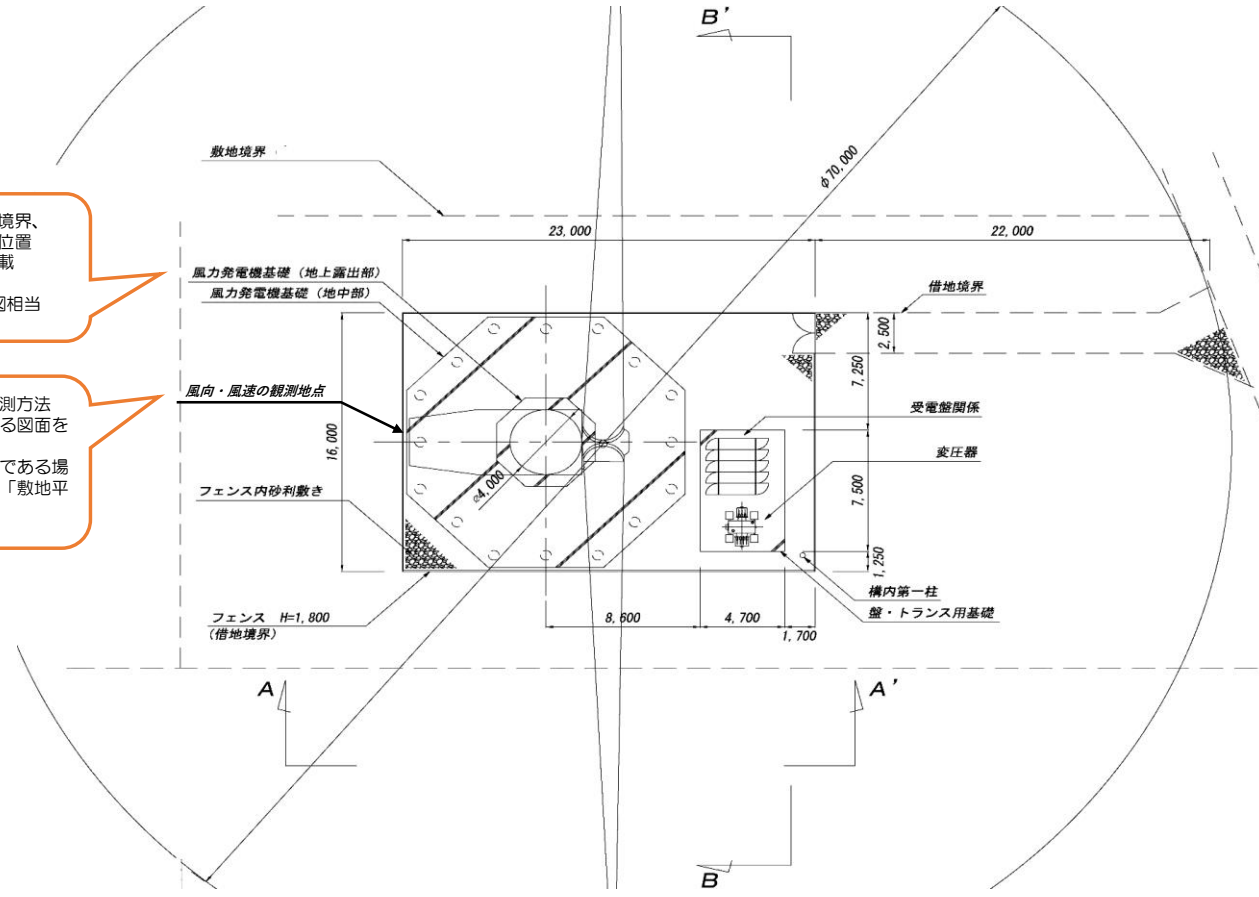 B'
敷地境界
φ70,000
境界、
位置
載
図相当
23,000
22,000
風力発電機基礎（地上露出部）
風力発電機基礎（地中部）
借地境界
2,500
7,250
測方法
る図面を
である場
「敷地平
風向・風速の観測地点
受電盤関係
変圧器
16,000
7,500
フェンス内砂利敷き
⌀4,000
1,250
構内第一柱
盤・トランス用基礎
フェンス H=1,800
(借地境界)
8,600
4,700
1,700
A
A'
B